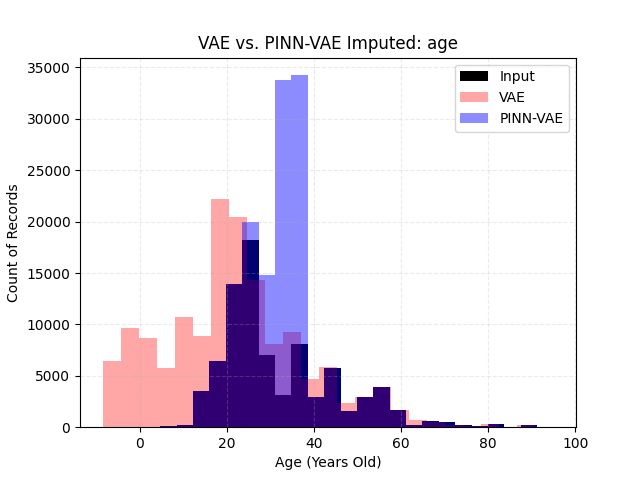 VAE vs. PINN-VAE Imputed: age
35000
30000
25000
20000
15000
10000
5000
0
Count of Records
Input
VAE
PINN-VAE
0 20 40 60 80 100
Age (Years Old)